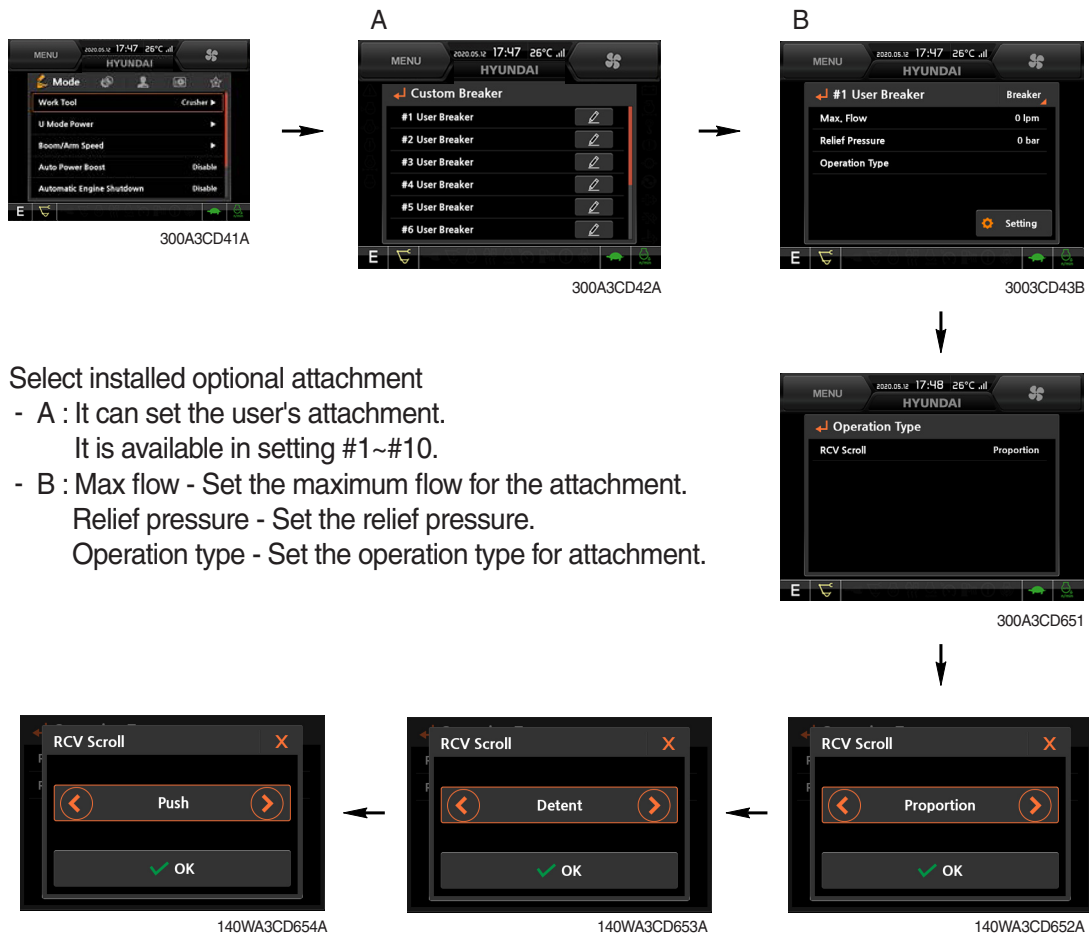 A
B
2020.05.12 17:47 26°C
MENU
HYUNDAI
Mode
Work Tool Crusher ▶
U Mode Power ▶
Boom/Arm Speed ▶
Auto Power Boost Disable
Automatic Engine Shutdown Disable
E
300A3CD41A
2020.05.12 17:47 26°C
MENU
HYUNDAI
Custom Breaker
#1 User Breaker
#2 User Breaker
#3 User Breaker
#4 User Breaker
#5 User Breaker
#6 User Breaker
E
300A3CD42A
2020.05.12 17:47 26°C
MENU
HYUNDAI
#1 User Breaker Breaker
Max. Flow 0 lpm
Relief Pressure 0 bar
Operation Type
Setting
E
3003CD43B
Select installed optional attachment
- A : It can set the user's attachment.
It is available in setting #1~#10.
- B : Max flow - Set the maximum flow for the attachment.
Relief pressure - Set the relief pressure.
Operation type - Set the operation type for attachment.
2020.05.12 17:48 26°C
MENU
HYUNDAI
Operation Type
RCV Scroll Proportion
E
300A3CD651
RCV Scroll X
Push
OK
140WA3CD654A
RCV Scroll X
Detent
OK
140WA3CD653A
RCV Scroll X
Proportion
OK
140WA3CD652A